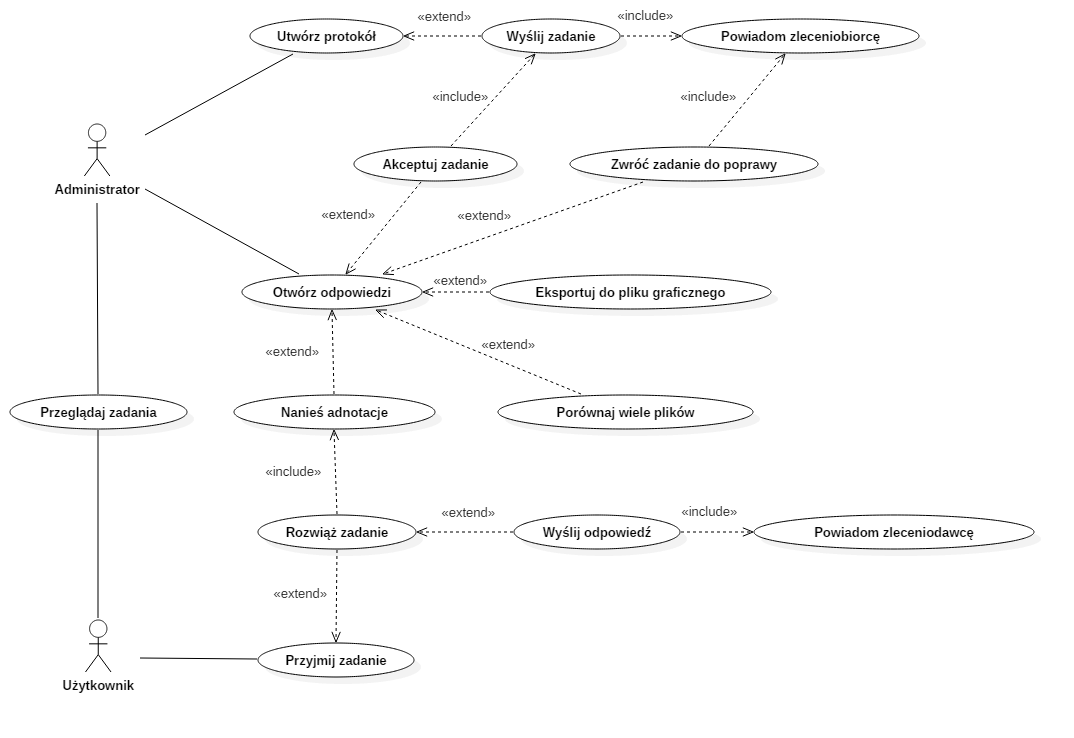 «extend»
«include»
Utwórz protokół
Wyślij zadanie
Powiadom zleceniobiorcę
«include»
«include»
Akceptuj zadanie
Zwróć zadanie do poprawy
Administrator
«extend»
«extend»
«extend»
Otwórz odpowiedzi
Eksportuj do pliku graficznego
«extend»
«extend»
Przeglądaj zadania
Nanieś adnotacje
Porównaj wiele plików
«include»
«extend»
«include»
Rozwiąż zadanie
Wyślij odpowiedź
Powiadom zleceniodawcę
«extend»
Przyjmij zadanie
Użytkownik